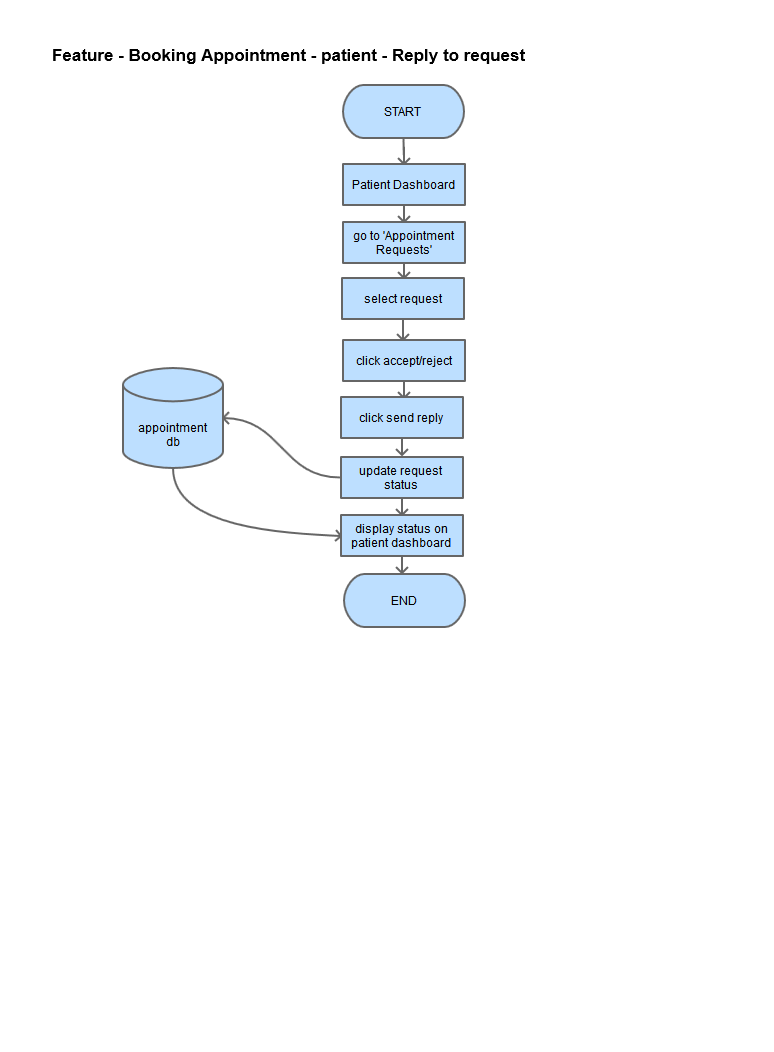 Feature - Booking Appointment - patient - Reply to request
START
Patient Dashboard
go to 'Appointment
Requests'
select request
click accept/reject
click send reply
appointment
db
update request
status
display status on
patient dashboard
END